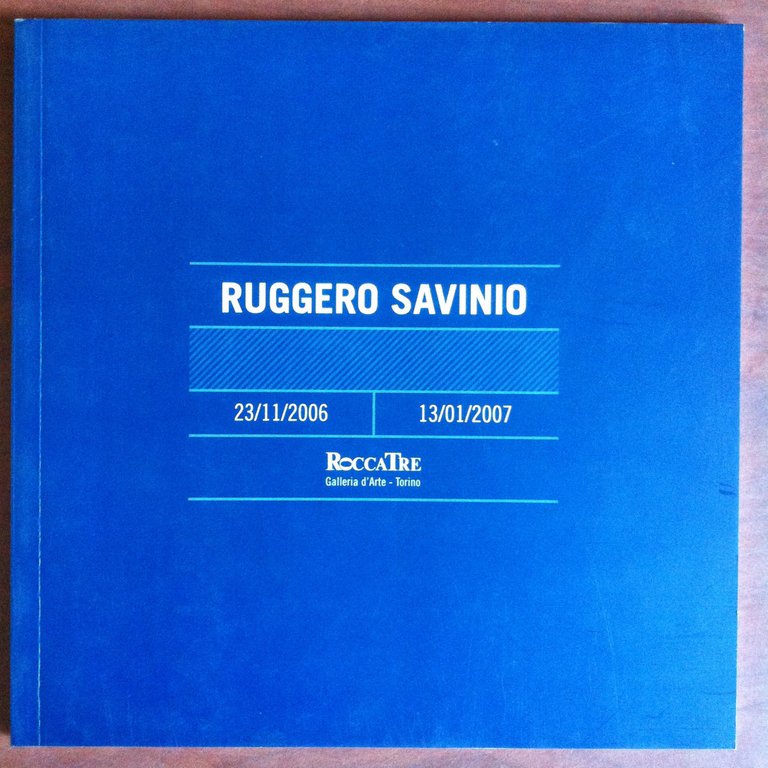 RUGGERO SAVINIO
23/11/2006 13/01/2007
ROCCATRE
Galleria d'Arte - Torino